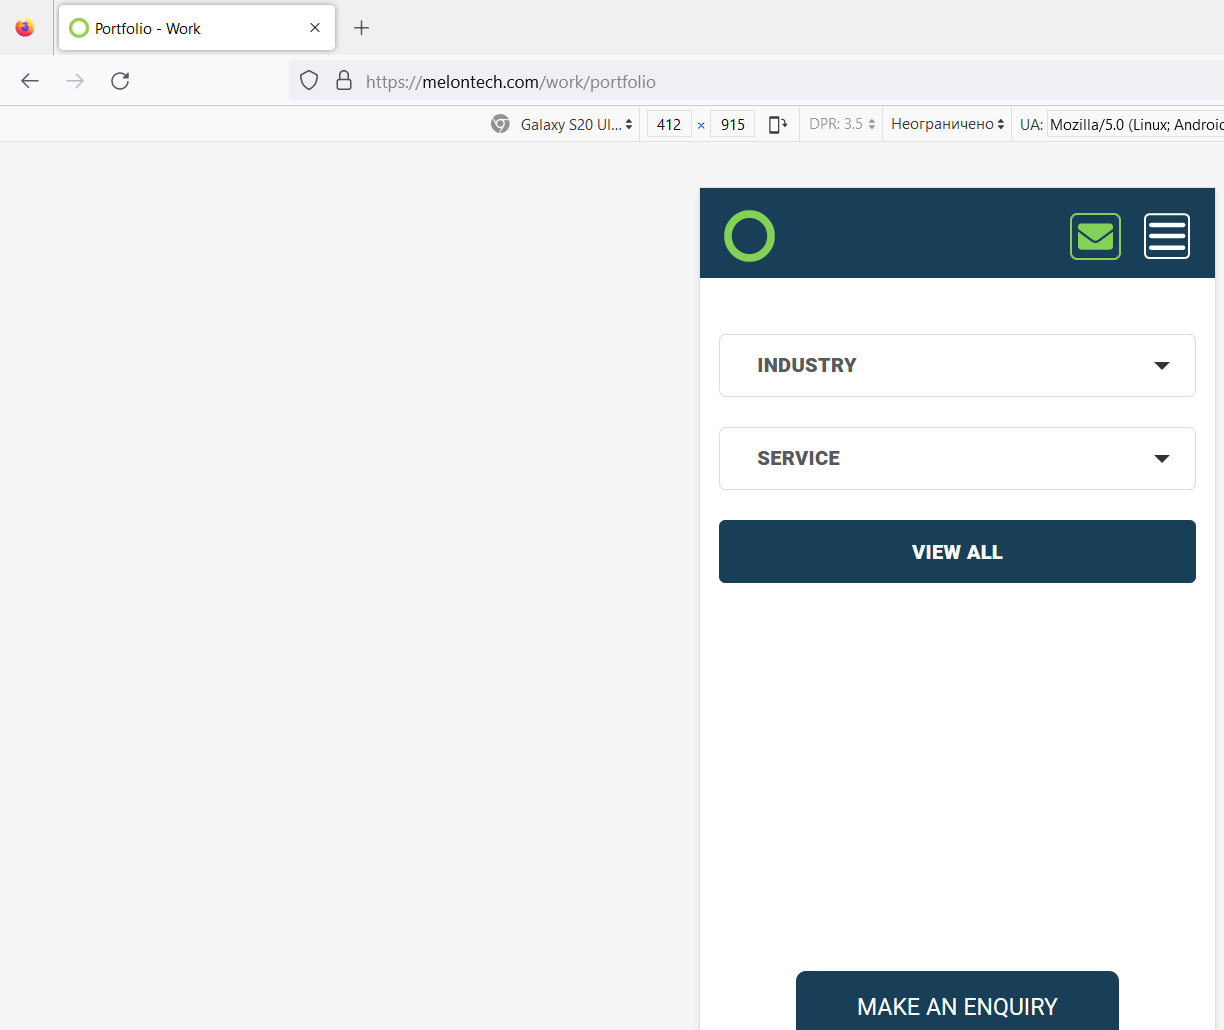 Portfolio - Work
https://melontech.com/work/portfolio
Galaxy S20 Ul... 412 × 915 DPR: 3.5 Неограничено UA: Mozilla/5.0 (Linux; Android
INDUSTRY
SERVICE
VIEW ALL
MAKE AN ENQUIRY